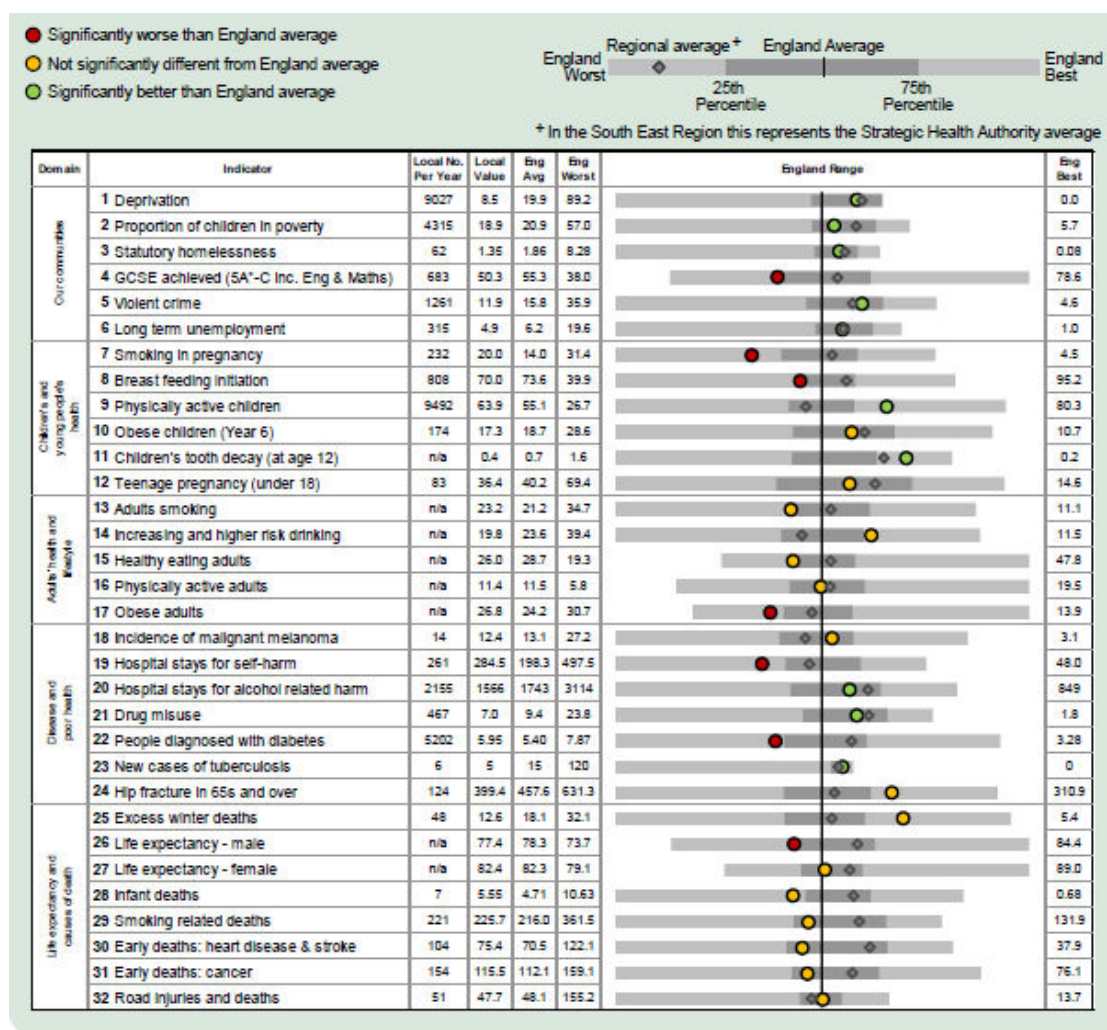 Significantly worse than England average
Not significantly different from England average
Significantly better than England average
Regional average + England Average
England Worst
England Best
25th Percentile
75th Percentile
+ In the South East Region this represents the Strategic Health Authority average
Domain Indicator Local No. Per Year Local Value Eng Avg Eng Worst England Range Eng Best
Our communities
1 Deprivation 9027 8.5 19.9 89.2 0.0
2 Proportion of children in poverty 4315 18.9 20.9 57.0 5.7
3 Statutory homelessness 62 1.35 1.86 8.28 0.08
4 GCSE achieved (5A*-C inc. Eng & Maths) 683 50.3 55.3 38.0 78.6
5 Violent crime 1261 11.9 15.8 35.9 4.6
6 Long term unemployment 315 4.9 6.2 19.6 1.0
Children's and young people's health
7 Smoking in pregnancy 232 20.0 14.0 31.4 4.5
8 Breast feeding initiation 808 70.0 73.6 39.9 95.2
9 Physically active children 9492 63.9 55.1 26.7 80.3
10 Obese children (Year 6) 174 17.3 18.7 28.6 10.7
11 Children's tooth decay (at age 12) n/a 0.4 0.7 1.6 0.2
12 Teenage pregnancy (under 18) 83 36.4 40.2 69.4 14.6
Adults' health and lifestyle
13 Adults smoking n/a 23.2 21.2 34.7 11.1
14 Increasing and higher risk drinking n/a 19.8 23.6 39.4 11.5
15 Healthy eating adults n/a 26.0 28.7 19.3 47.8
16 Physically active adults n/a 11.4 11.5 5.8 19.5
17 Obese adults n/a 26.8 24.2 30.7 13.9
Disease and poor health
18 Incidence of malignant melanoma 14 12.4 13.1 27.2 3.1
19 Hospital stays for self-harm 261 284.5 198.3 497.5 48.0
20 Hospital stays for alcohol related harm 2155 1566 1743 3114 849
21 Drug misuse 467 7.0 9.4 23.8 1.8
22 People diagnosed with diabetes 5202 5.95 5.40 7.87 3.28
23 New cases of tuberculosis 6 5 15 120 0
24 Hip fracture in 65s and over 124 399.4 457.6 631.3 310.9
Life expectancy and causes of death
25 Excess winter deaths 48 12.6 18.1 32.1 5.4
26 Life expectancy - male n/a 77.4 78.3 73.7 84.4
27 Life expectancy - female n/a 82.4 82.3 79.1 89.0
28 Infant deaths 7 5.55 4.71 10.63 0.68
29 Smoking related deaths 221 225.7 216.0 361.5 131.9
30 Early deaths: heart disease & stroke 104 75.4 70.5 122.1 37.9
31 Early deaths: cancer 154 115.5 112.1 159.1 76.1
32 Road injuries and deaths 51 47.7 48.1 155.2 13.7